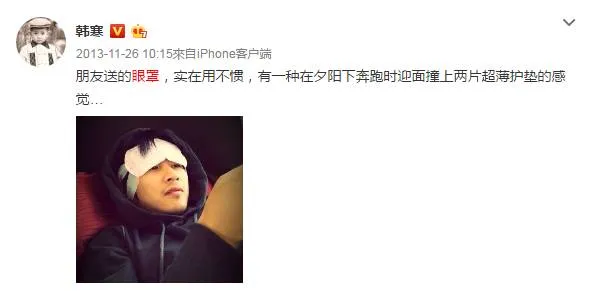 韩寒
2013-11-26 10:15來自iPhone客户端
朋友送的眼罩，实在用不惯，有一种在夕阳下奔跑时迎面撞上两片超薄护垫的感
觉...